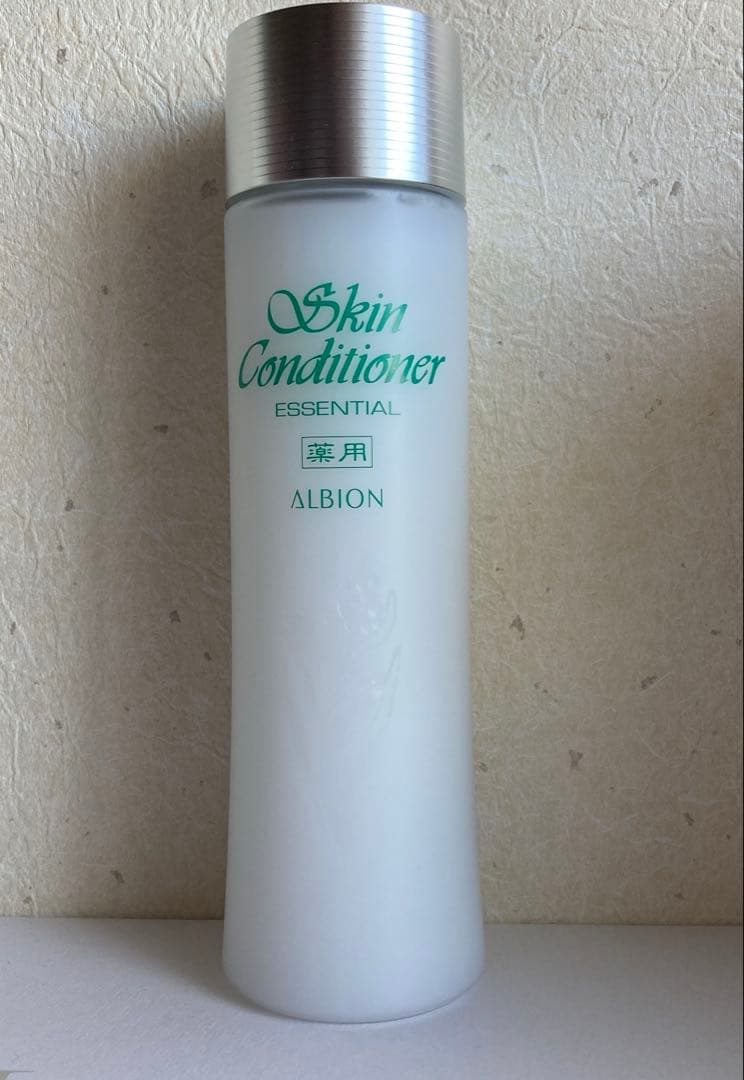 Skin
Conditioner
ESSENTIAL
薬用
ALBION